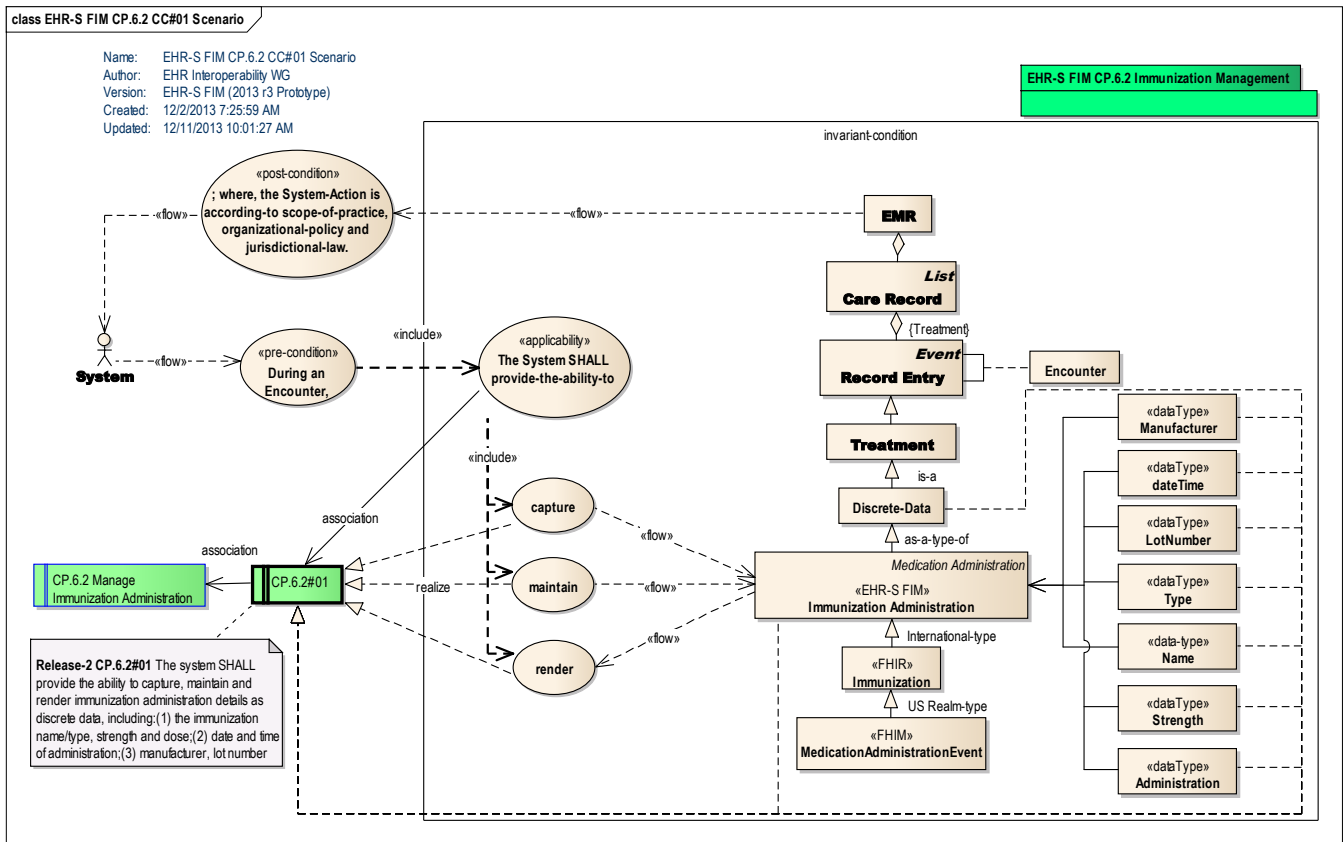 class EHR-S FIM CP.6.2 CC#01 Scenario
Name: EHR-S FIM CP.6.2 CC#01 Scenario
Author: EHR Interoperability WG
Version: EHR-S FIM (2013 r3 Prototype)
Created: 12/2/2013 7:25:59 AM
Updated: 12/11/2013 10:01:27 AM
EHR-S FIM CP.6.2 Immunization Management
invariant-condition
«post-condition»
; where, the System-Action is
according-to scope-of-practice,
organizational-policy and
jurisdictional-law.
«flow»
«flow»
EMR
List
Care Record
{Treatment}
Event
Record Entry
Encounter
System
«flow»
«pre-condition»
During an
Encounter,
«include»
«applicability»
The System SHALL
provide-the-ability-to
Treatment
is-a
Discrete-Data
as-a-type-of
«include»
capture
maintain
render
«flow»
«flow»
«flow»
association
association
realize
CP.6.2 Manage
Immunization Administration
CP.6.2#01
Release-2 CP.6.2#01 The system SHALL
provide the ability to capture, maintain and
render immunization administration details as
discrete data, including:(1) the immunization
name/type, strength and dose;(2) date and time
of administration;(3) manufacturer, lot number
Medication Administration
«EHR-S FIM»
Immunization Administration
International-type
«FHIR»
Immunization
US Realm-type
«FHIM»
MedicationAdministrationEvent
«dataType»
Manufacturer
«dataType»
dateTime
«dataType»
LotNumber
«dataType»
Type
«data-type»
Name
«dataType»
Strength
«dataType»
Administration